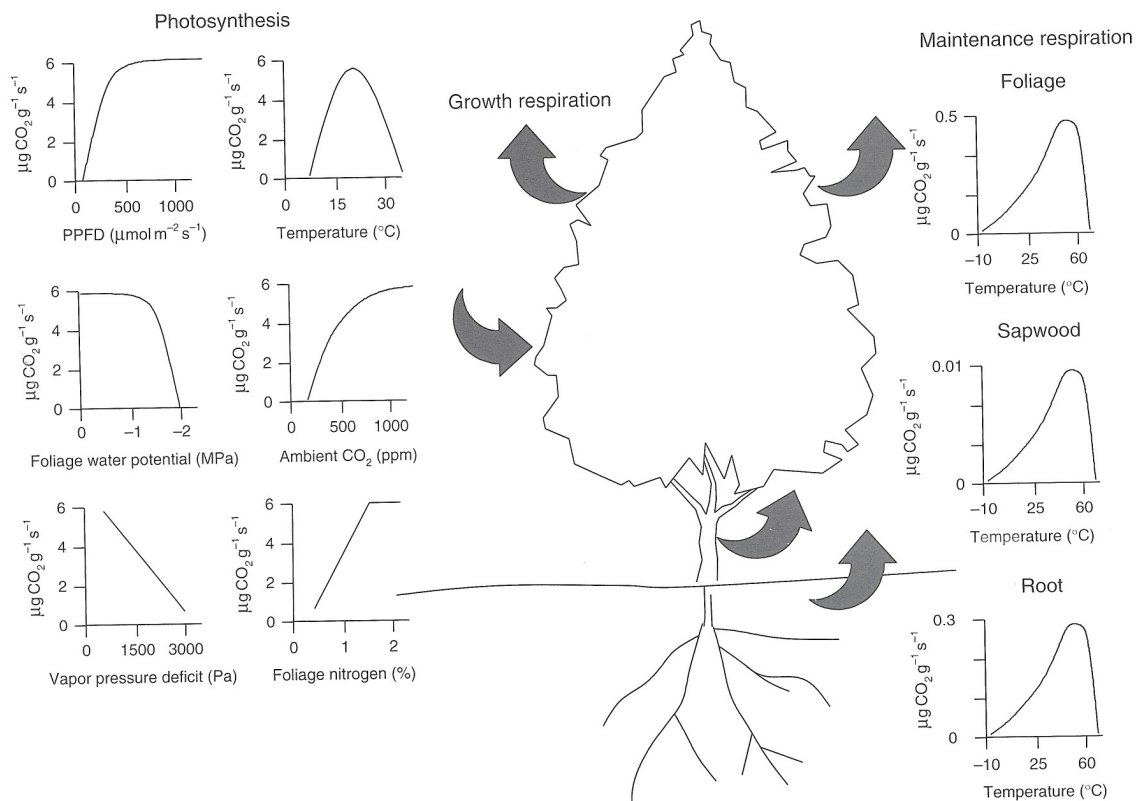 Photosynthesis
μg CO₂ g⁻¹ s⁻¹
6
4
2
0
0 500 1000
PPFD (μmol m⁻² s⁻¹)
μg CO₂ g⁻¹ s⁻¹
6
4
2
0
0 15 30
Temperature (°C)
μg CO₂ g⁻¹ s⁻¹
6
4
2
0
0 −1 −2
Foliage water potential (MPa)
μg CO₂ g⁻¹ s⁻¹
6
4
2
0
0 500 1000
Ambient CO₂ (ppm)
μg CO₂ g⁻¹ s⁻¹
6
4
2
0
0 1500 3000
Vapor pressure deficit (Pa)
μg CO₂ g⁻¹ s⁻¹
6
4
2
0
0 1 2
Foliage nitrogen (%)
Growth respiration
Maintenance respiration
Foliage
μg CO₂ g⁻¹ s⁻¹
0.5
0
−10 25 60
Temperature (°C)
Sapwood
μg CO₂ g⁻¹ s⁻¹
0.01
0
−10 25 60
Temperature (°C)
Root
μg CO₂ g⁻¹ s⁻¹
0.3
0
−10 25 60
Temperature (°C)